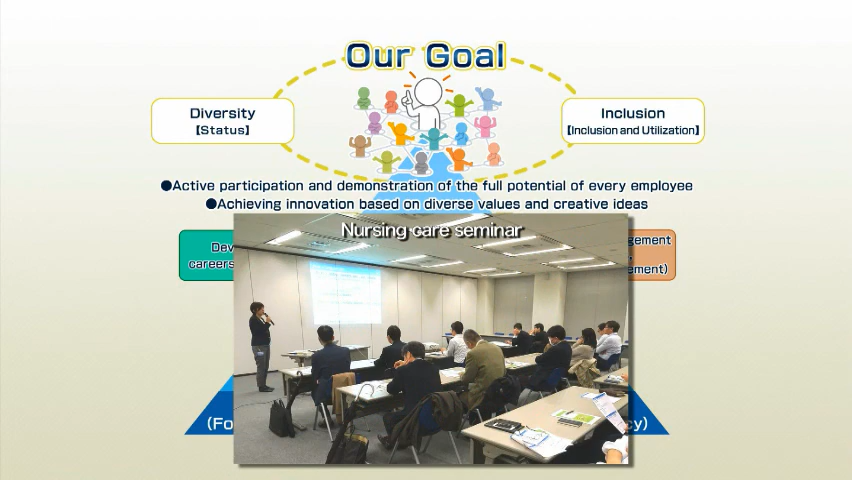 Our Goal
Diversity
【Status】
Inclusion
【Inclusion and Utilization】
●Active participation and demonstration of the full potential of every employee
●Achieving innovation based on diverse values and creative ideas
Nursing care seminar
careers